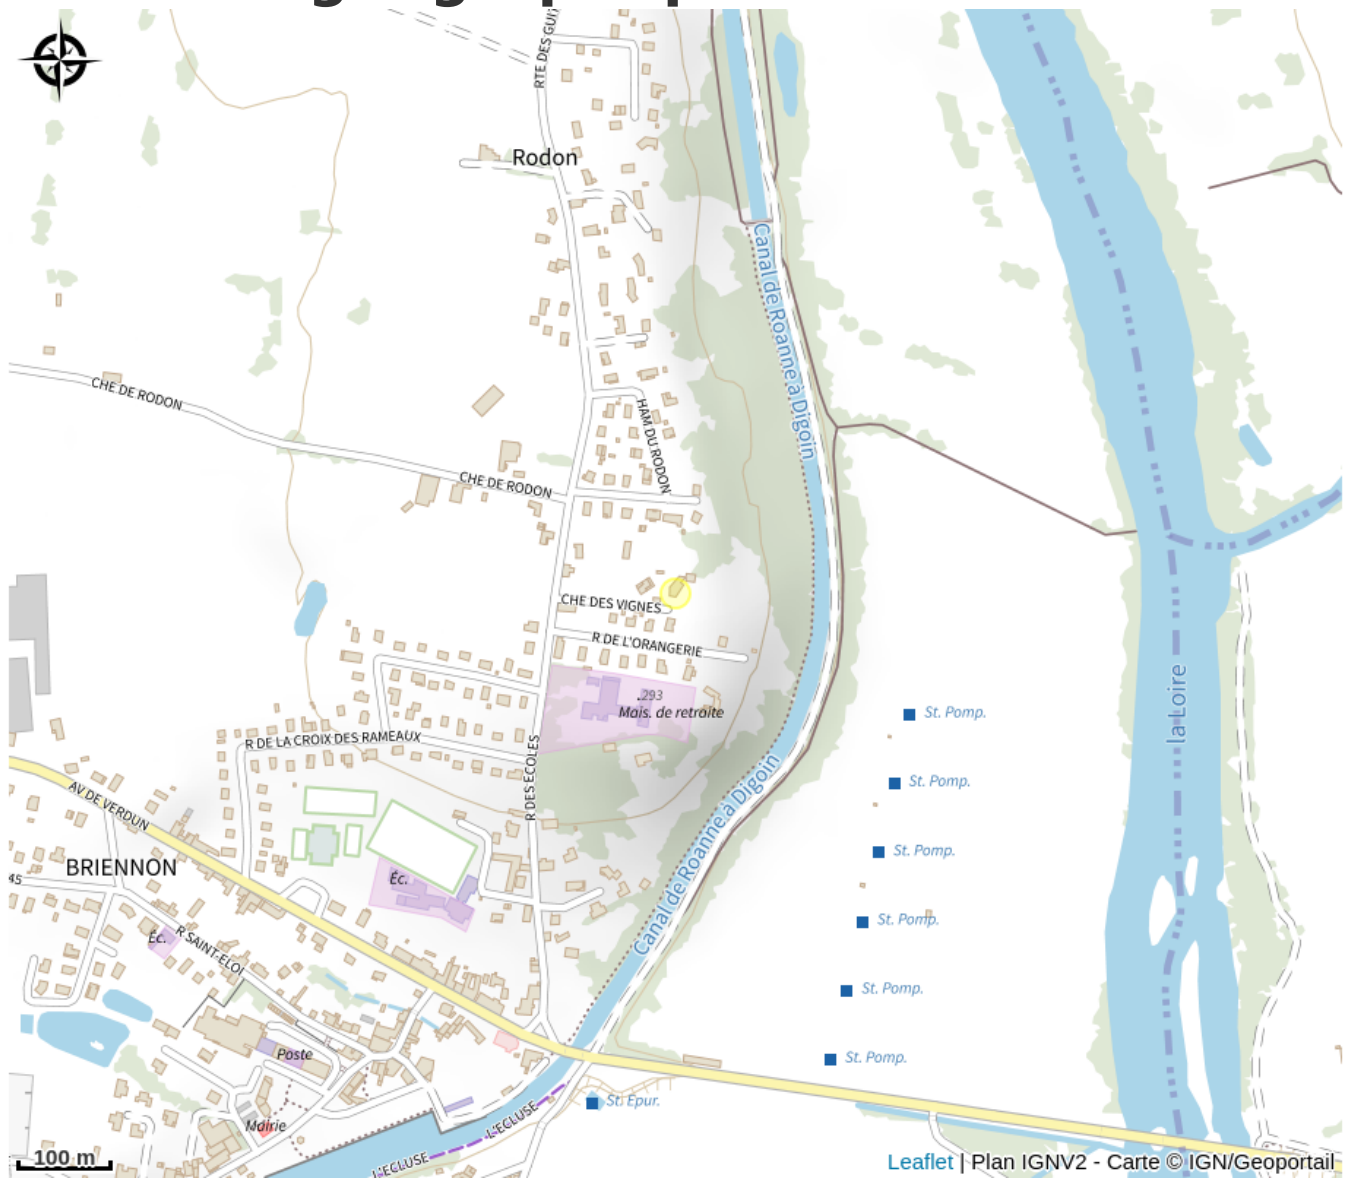 RTE DES GUIT
Rodon
Canal de Roanne à Digoin
CHE DE RODON
HAM DU RODON
CHE DE RODON
CHE DES VIGNES
R DE L'ORANGERIE
.293
Mais. de retraite
la Loire
St. Pomp.
R DE LA CROIX DES RAMEAUX
R DES ECOLES
St. Pomp.
AV DE VERDUN
Canal de Roanne à Digoin
St. Pomp.
BRIENNON
45
Éc.
St. Pomp.
Éc.
R SAINT-ELOI
St. Pomp.
Poste
St. Pomp.
St. Epur.
Mairie
L'ECLUSE
L'ECLUSE
100 m
Leaflet | Plan IGNV2 - Carte © IGN/Geoportail